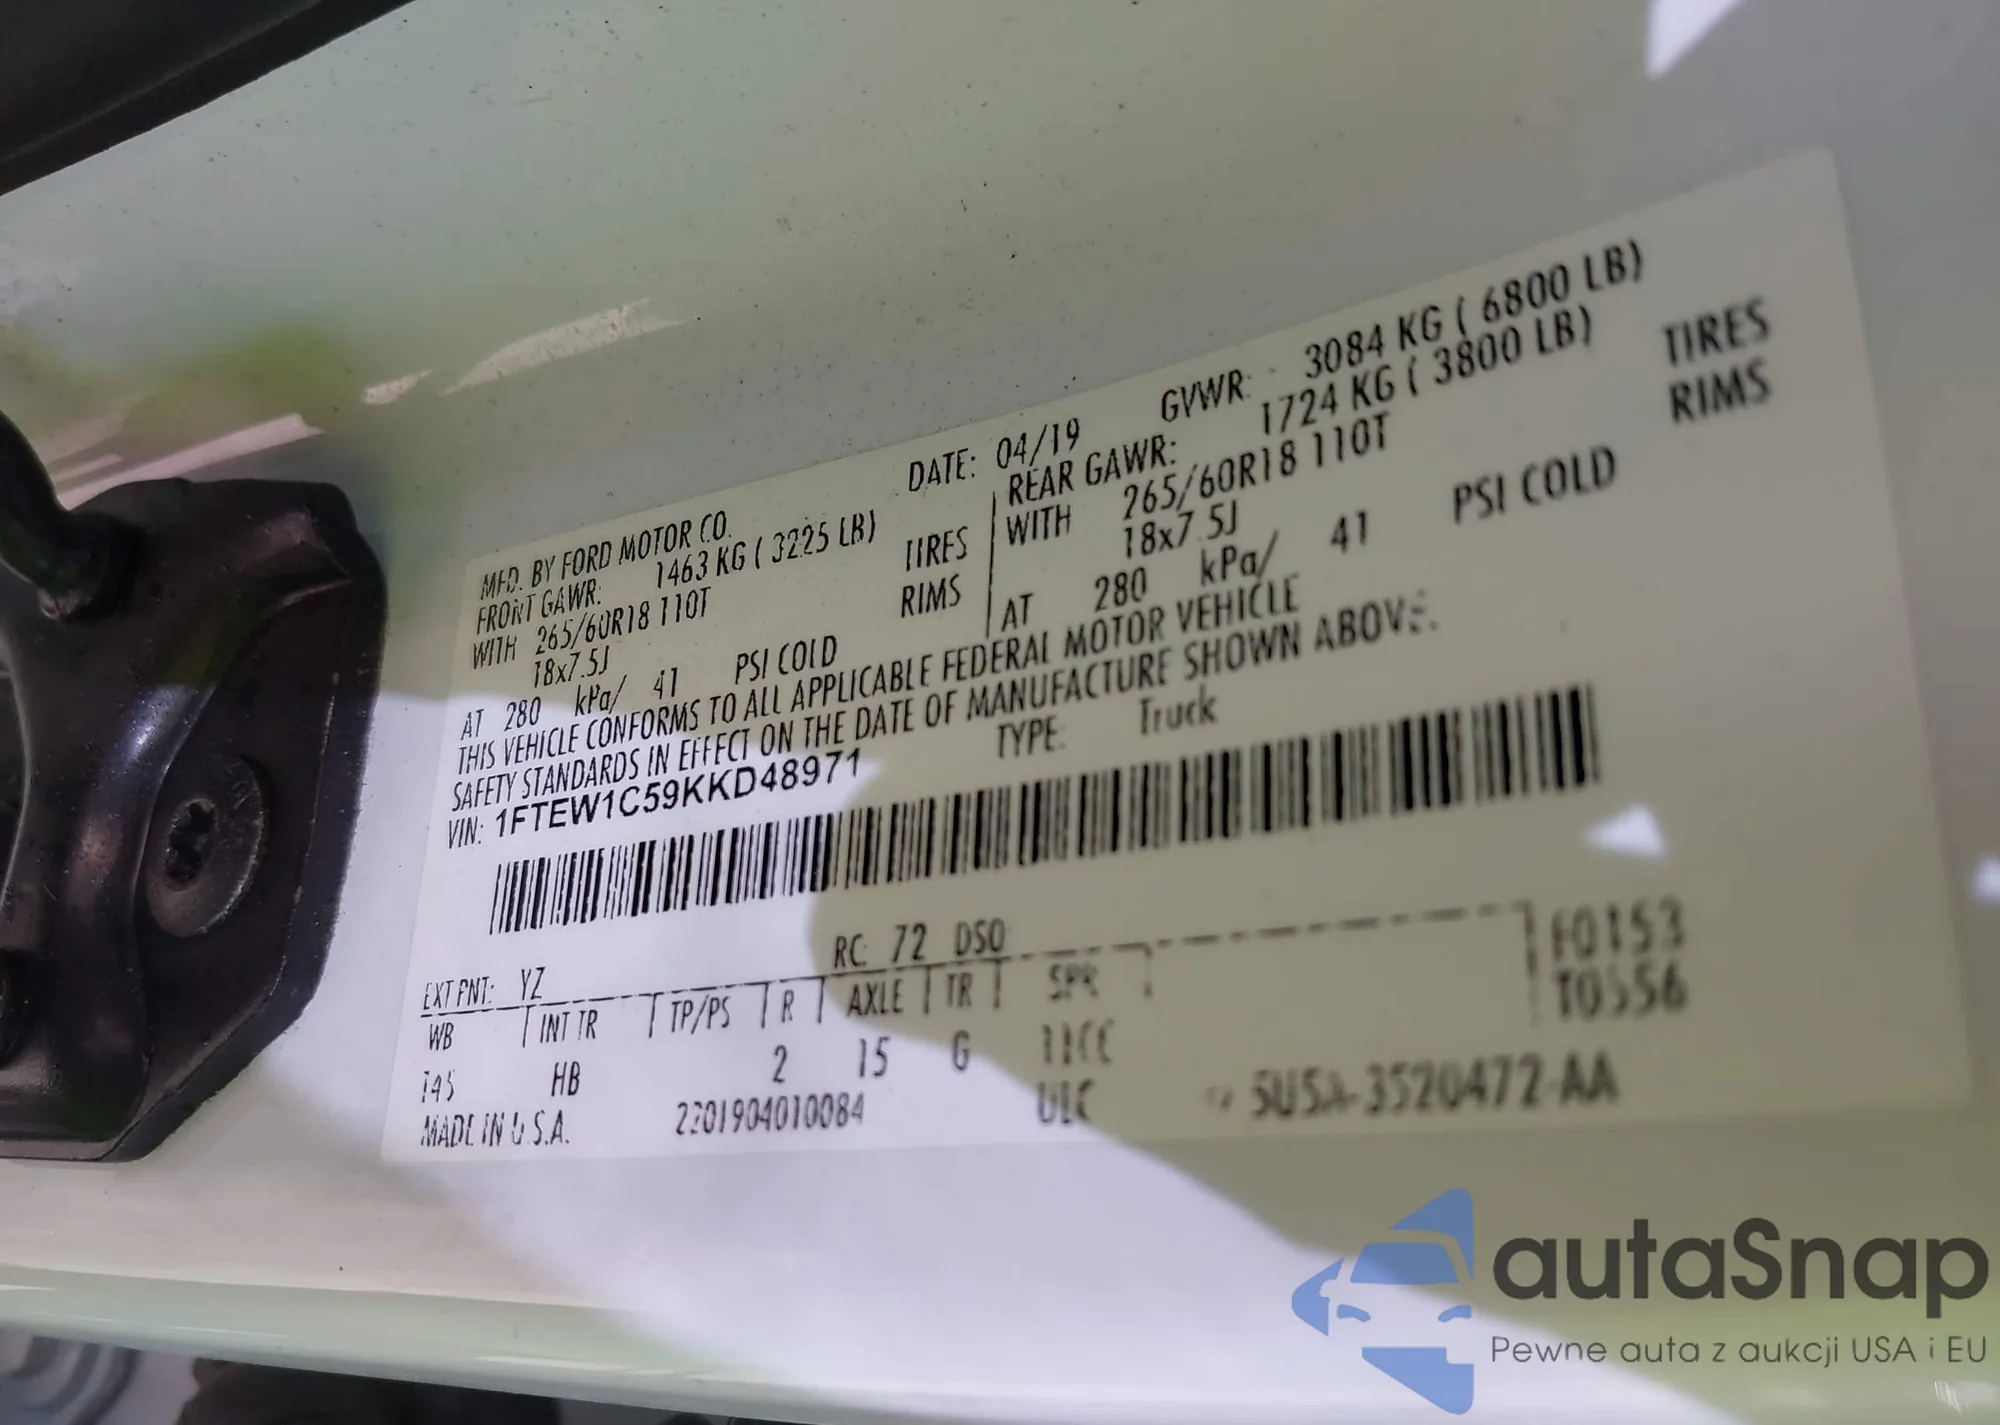 MFD. BY FORD MOTOR CO.
DATE: 04/19
GVWR: 3084 KG ( 6800 LB)
FRONT GAWR: 1463 KG ( 3225 LB)
WITH 265/60R18 110T TIRES
18x7.5J RIMS
AT 280 kPa/ 41 PSI COLD
REAR GAWR: 1724 KG ( 3800 LB)
WITH 265/60R18 110T TIRES
18x7.5J RIMS
AT 280 kPa/ 41 PSI COLD
THIS VEHICLE CONFORMS TO ALL APPLICABLE FEDERAL MOTOR VEHICLE
SAFETY STANDARDS IN EFFECT ON THE DATE OF MANUFACTURE SHOWN ABOVE.
VIN: 1FTEW1C59KKD48971
TYPE: Truck
EXT PNT: YZ
RC: 72 DSO
F0153
T0556
WB INT TR TP/PS R AXLE TR SPR
145 HB 2 15 G
MADE IN U.S.A.
2201904010084
5U5A-3520472-AA
autaSnap
Pewne auta z aukcji USA i EU